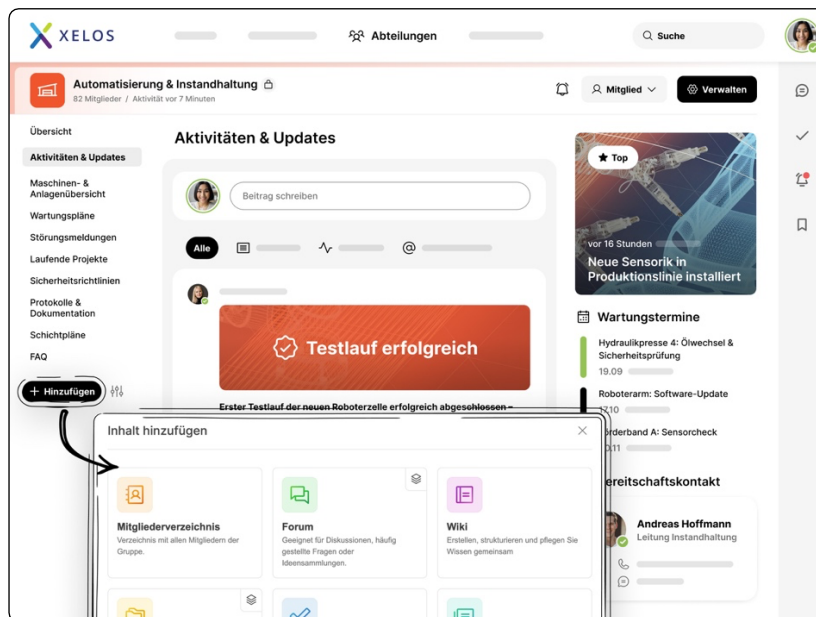 XELOS
Abteilungen
Suche
Automatisierung & Instandhaltung
82 Mitglieder / Aktivität vor 7 Minuten
Mitglied
Verwalten
Übersicht
Aktivitäten & Updates
Maschinen- &
Anlagenübersicht
Wartungspläne
Störungsmeldungen
Laufende Projekte
Sicherheitsrichtlinien
Protokolle &
Dokumentation
Schichtpläne
FAQ
+ Hinzufügen
Aktivitäten & Updates
Beitrag schreiben
Alle
@
Testlauf erfolgreich
Erster Testlauf der neuen Roboterzelle erfolgreich abgeschlossen –
Top
vor 16 Stunden
Neue Sensorik in
Produktionslinie installiert
Wartungstermine
Hydraulikpresse 4: Ölwechsel &
Sicherheitsprüfung
19.09
Roboterarm: Software-Update
17.10
A: Sensorcheck
Andreas Hoffmann
Leitung Instandhaltung
Inhalt hinzufügen
Mitgliederverzeichnis
Verzeichnis mit allen Mitgliedern der
Gruppe.
Forum
Geeignet für Diskussionen, häufig
gestellte Fragen oder
Ideensammlungen.
Wiki
Erstellen, strukturieren und pflegen Sie
Wissen gemeinsam